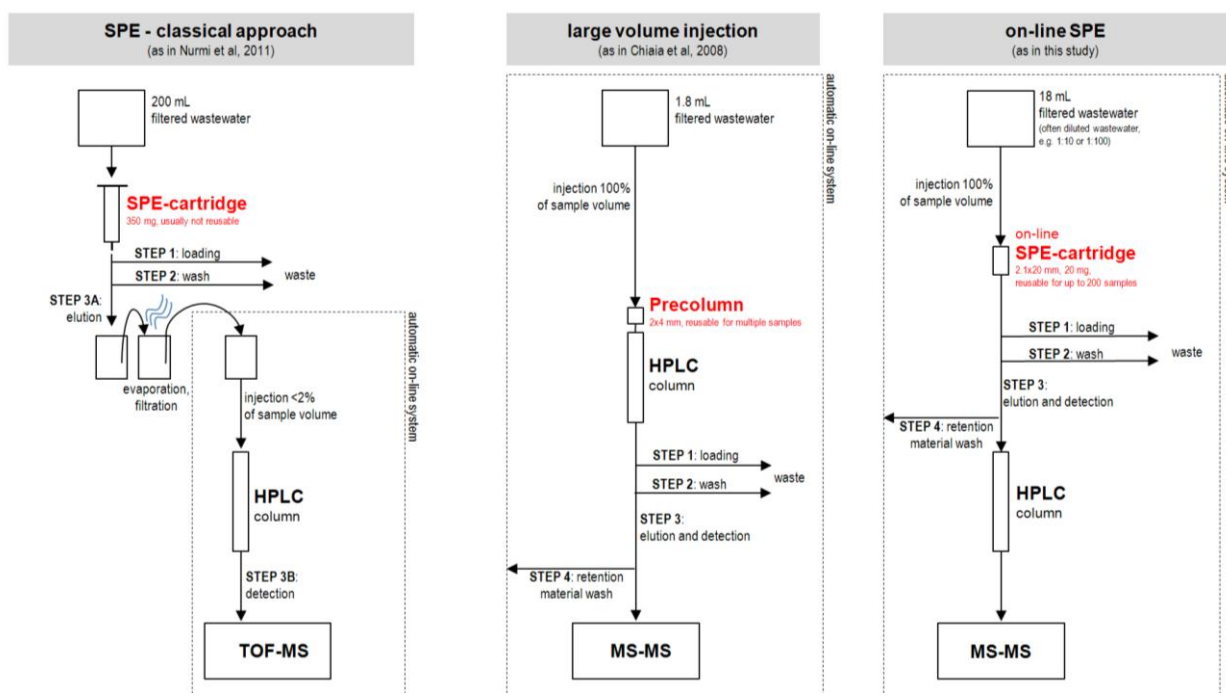 SPE - classical approach
(as in Nurmi et al, 2011)
200 mL
filtered wastewater
SPE-cartridge
350 mg, usually not reusable
STEP 1: loading
STEP 2: wash
waste
STEP 3A:
elution
evaporation,
filtration
automatic on-line system
injection <2%
of sample volume
HPLC
column
STEP 3B:
detection
TOF-MS
large volume injection
(as in Chiaia et al, 2008)
automatic on-line system
1.8 mL
filtered wastewater
injection 100%
of sample volume
Precolumn
2x4 mm, reusable for multiple samples
HPLC
column
STEP 1: loading
STEP 2: wash
waste
STEP 3:
elution and detection
STEP 4: retention
material wash
MS-MS
on-line SPE
(as in this study)
18 mL
filtered wastewater
(often diluted wastewater,
e.g. 1:10 or 1:100)
injection 100%
of sample volume
on-line
SPE-cartridge
2.1x20 mm, 20 mg,
reusable for up to 200 samples
STEP 1: loading
STEP 2: wash
waste
STEP 3:
elution and detection
STEP 4: retention
material wash
HPLC
column
MS-MS